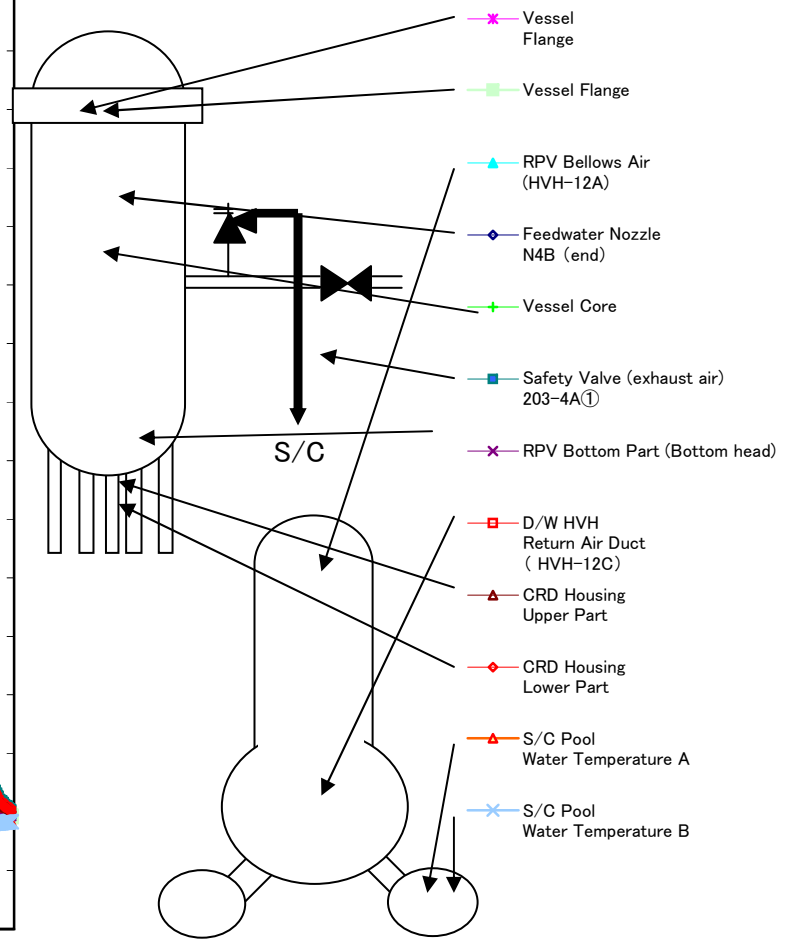 Vessel
Flange
Vessel Flange
RPV Bellows Air
(HVH-12A)
Feedwater Nozzle
N4B (end)
Vessel Core
Safety Valve (exhaust air)
203-4A①
S/C
RPV Bottom Part (Bottom head)
D/W HVH
Return Air Duct
( HVH-12C)
CRD Housing
Upper Part
CRD Housing
Lower Part
S/C Pool
Water Temperature A
S/C Pool
Water Temperature B